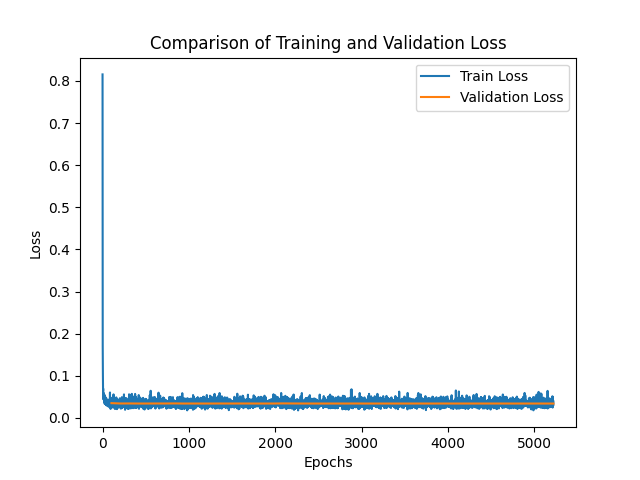 Comparison of Training and Validation Loss
Train Loss
Validation Loss
0.8
0.7
0.6
0.5
0.4
0.3
0.2
0.1
0.0
Loss
0 1000 2000 3000 4000 5000
Epochs